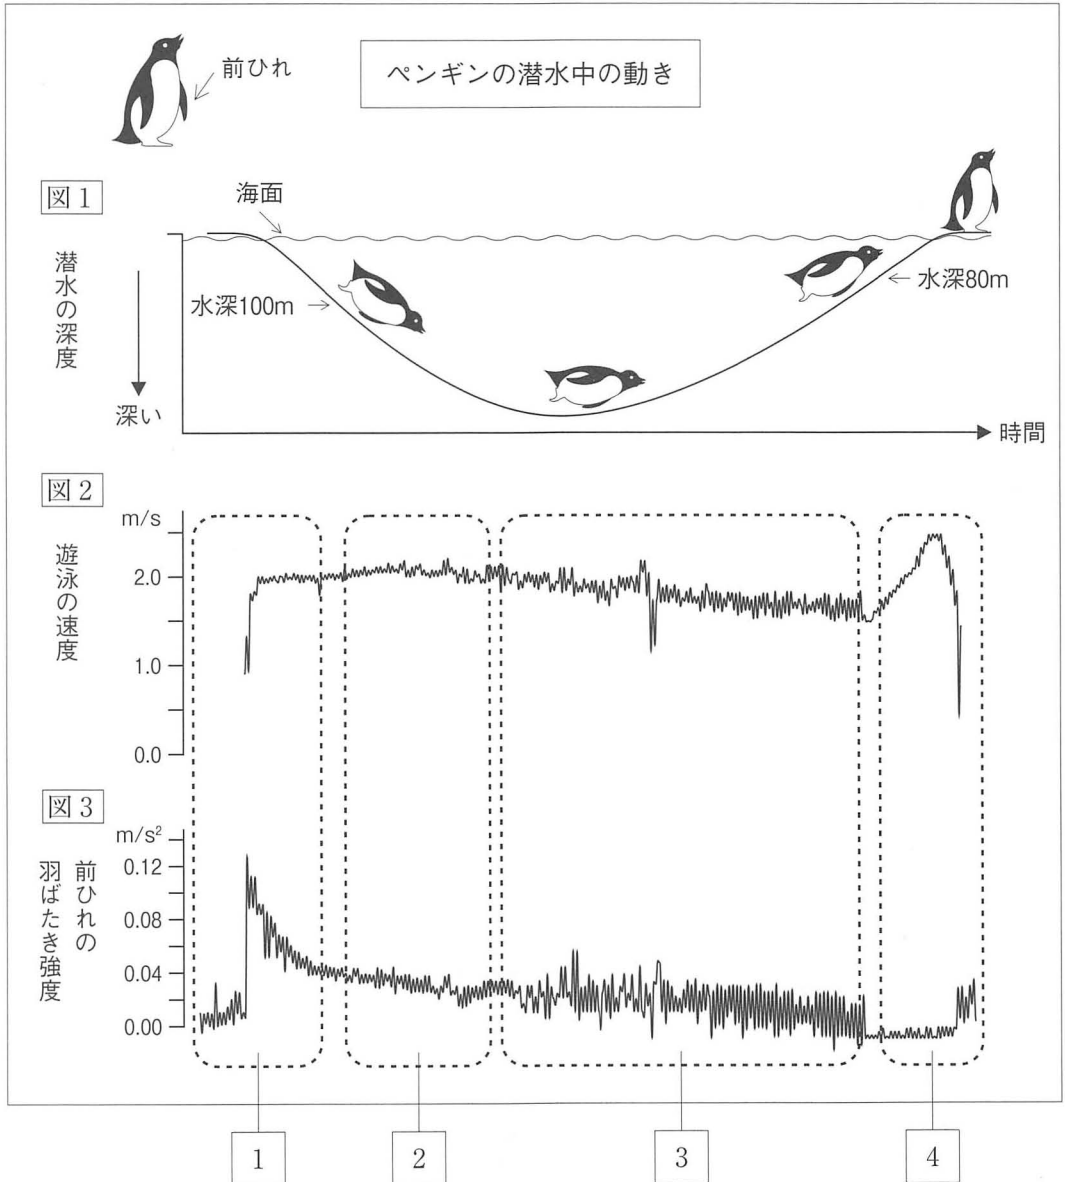 前ひれ
ペンギンの潜水中の動き
図1
海面
潜水の深度
水深100m
水深80m
深い
時間
図2
m/s
遊泳の速度
2.0
1.0
0.0
図3
m/s²
前ひれの
羽ばたき強度
0.12
0.08
0.04
0.00
1
2
3
4